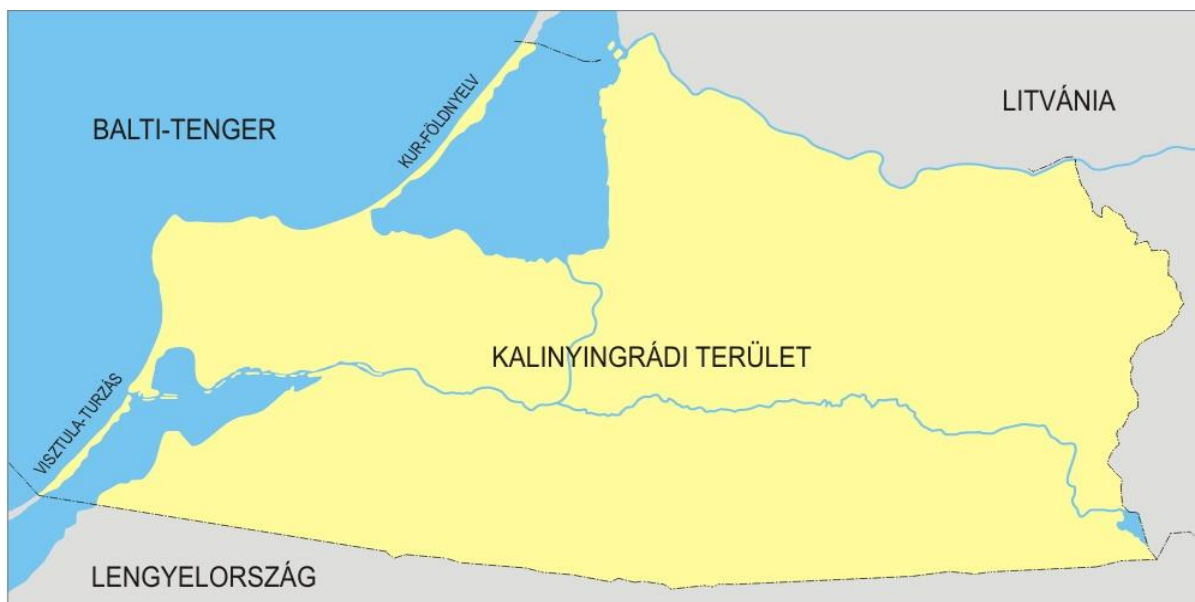 LITVÁNIA
BALTI-TENGER
KUR-FÖLDNYELV
KALINYINGRÁDI TERÜLET
VISZTULA-TURZÁS
LENGYELORSZÁG